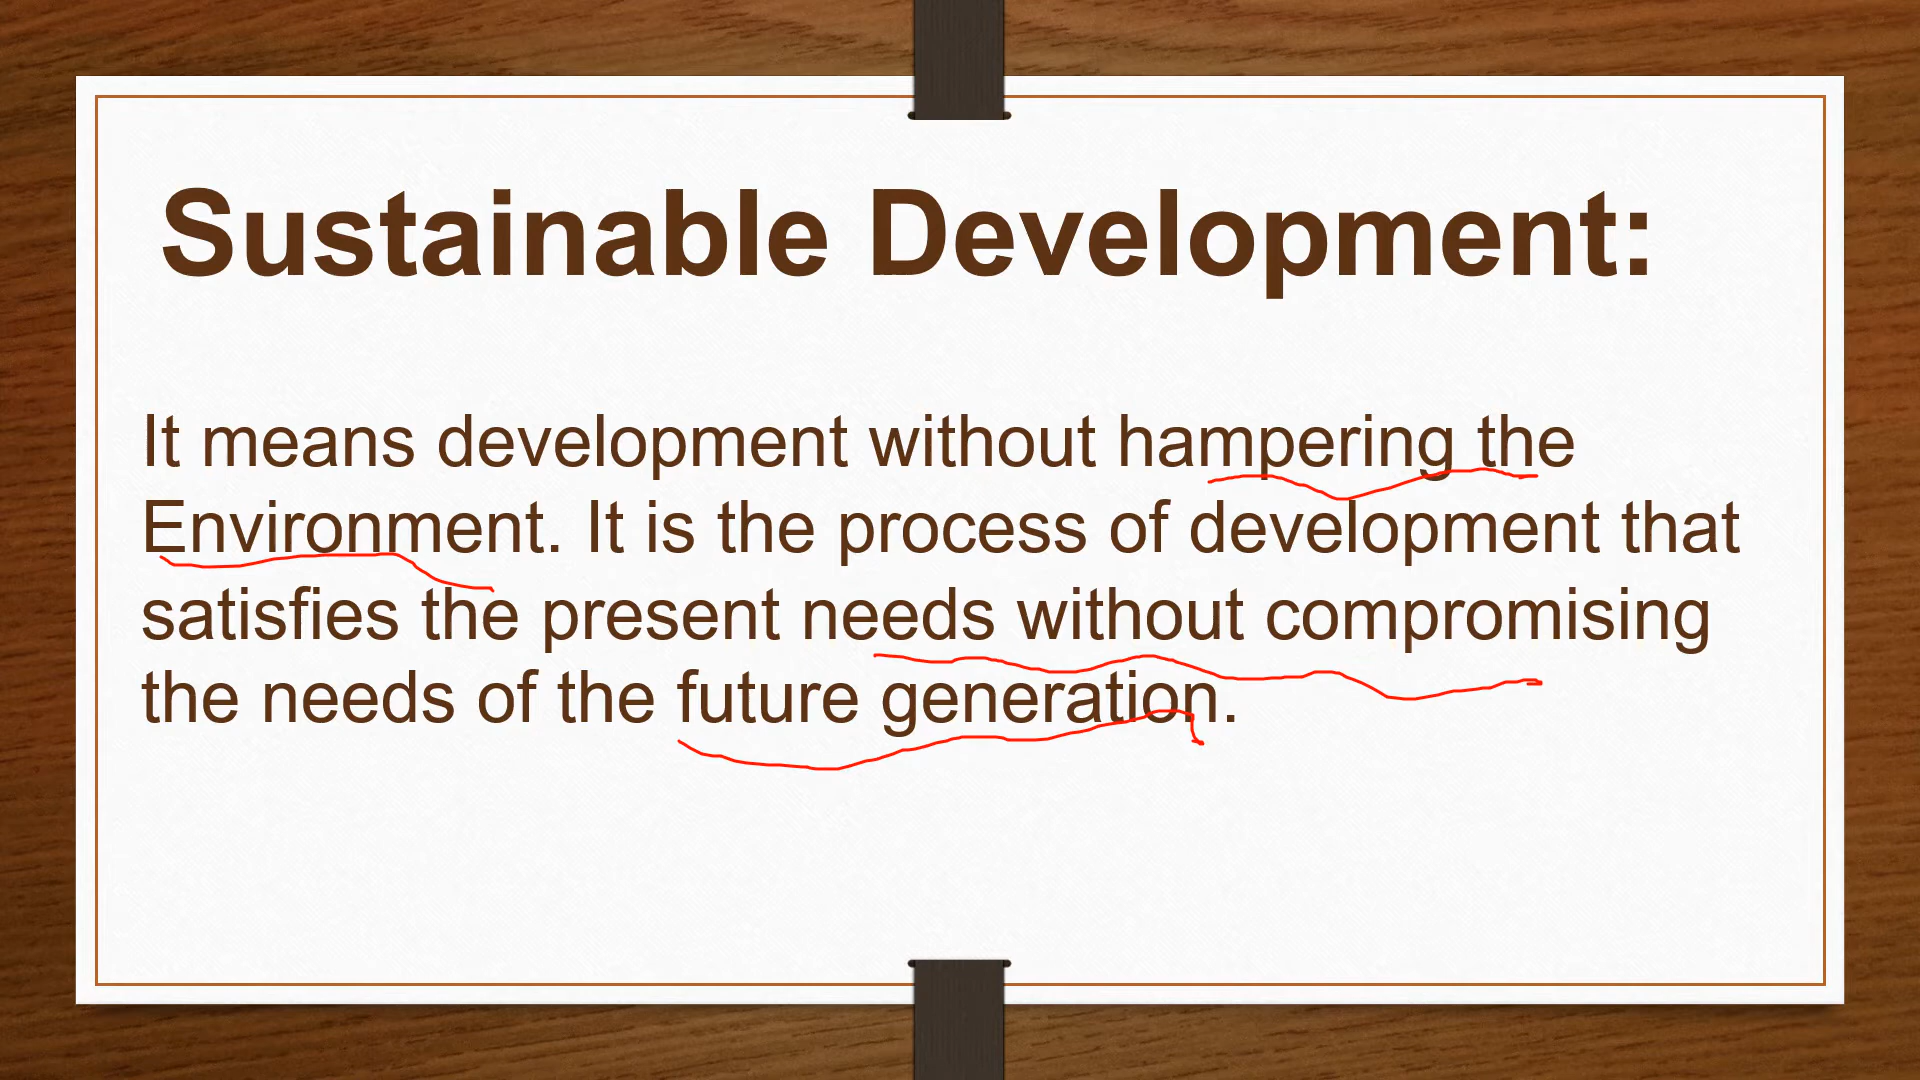 Sustainable Development:
It means development without hampering the
Environment. It is the process of development that
satisfies the present needs without compromising
the needs of the future generation.